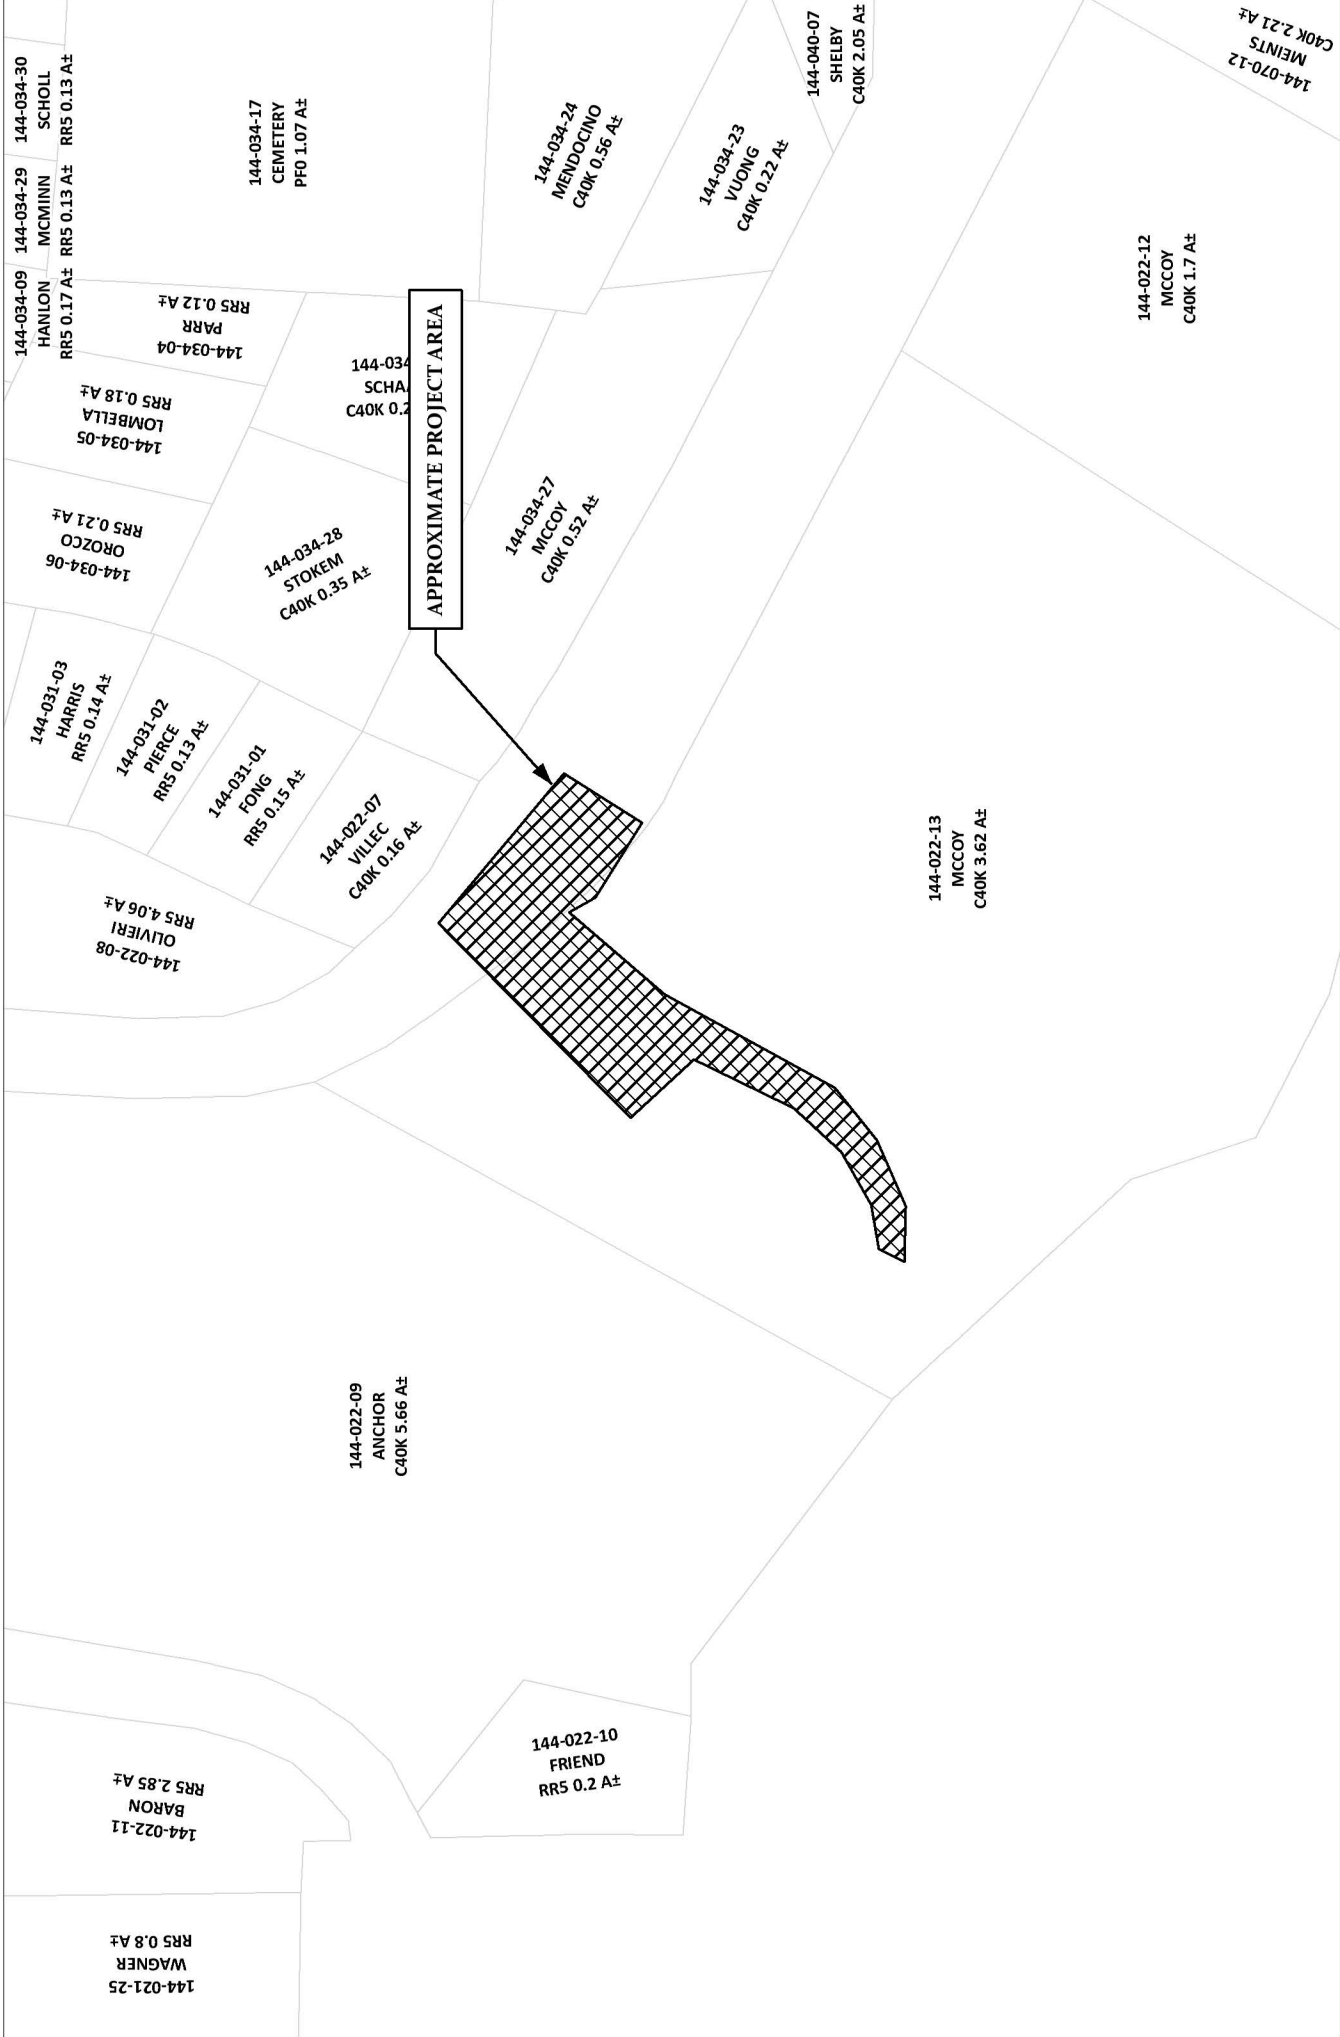 144-034-30
SCHOLL
RR5 0.13 A±
144-034-29
MCMINN
RR5 0.13 A±
144-034-09
HANLON
RR5 0.17 A±
144-034-17
CEMETERY
PF0 1.07 A±
144-034-24
MENDOCINO
C40K 0.56 A±
144-034-23
VUONG
C40K 0.22 A±
144-040-07
SHELBY
C40K 2.05 A±
144-070-12
MEINTS
C40K 2.21 A±
144-022-12
MCCOY
C40K 1.7 A±
144-034-04
PARR
RR5 0.12 A±
144-034-05
LOMBELLA
RR5 0.18 A±
144-034-06
OROZCO
RR5 0.21 A±
144-034
SCHA
C40K 0.2
APPROXIMATE PROJECT AREA
144-034-28
STOKEM
C40K 0.35 A±
144-034-27
MCCOY
C40K 0.52 A±
144-031-03
HARRIS
RR5 0.14 A±
144-031-02
PIERCE
RR5 0.13 A±
144-031-01
FONG
RR5 0.15 A±
144-022-07
VILLEC
C40K 0.16 A±
144-022-08
OLIVIERI
RR5 4.06 A±
144-022-13
MCCOY
C40K 3.62 A±
144-022-09
ANCHOR
C40K 5.66 A±
144-022-10
FRIEND
RR5 0.2 A±
144-022-11
BARON
RR5 2.85 A±
144-021-25
WAGNER
RR5 0.8 A±